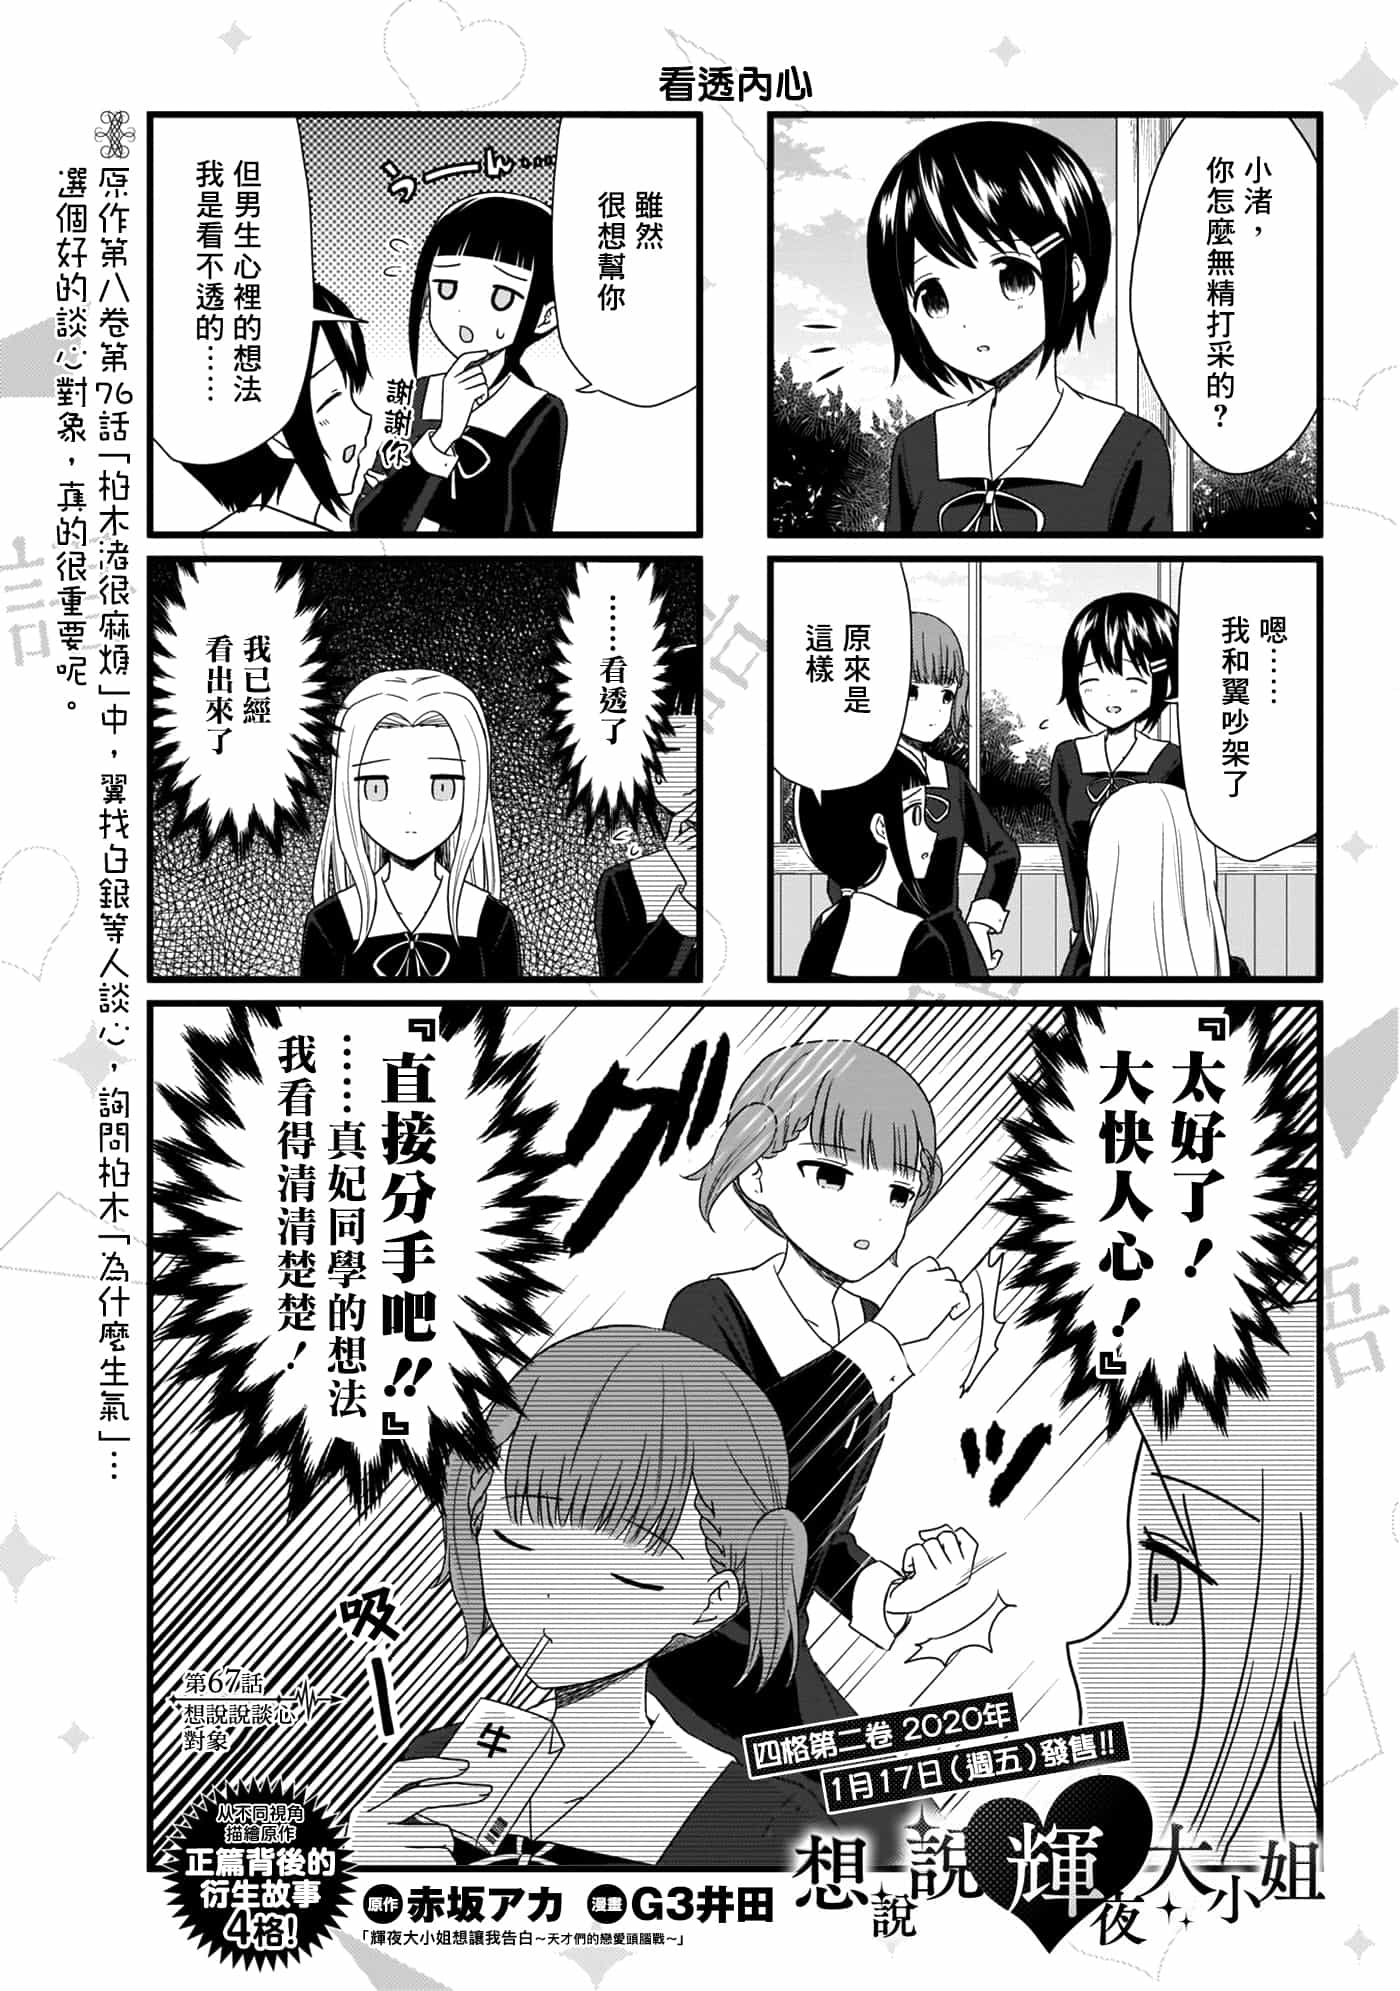 看透內心
小渚，
你怎麼無精打采的？
嗯……
我和翼吵架了
原來是
這樣
雖然
很想幫你
うーん……
謝謝你
但男生心裡的想法
我是看不透的……
……看透了
我已經
看出來了
『太好了！
大快人心！』
『直接分手吧!!』
……真妃同學的想法
我看得清清楚楚！
グッ
吸ー
牛
原作第八卷第76話「柏木渚很麻煩」中，翼找白銀等人談心，詢問柏木「為什麼生氣」…
選個好的談心對象，真的很重要呢。
第67話
想說說談心
對象
四格第二卷 2020年
1月17日（週五）發售!!
从不同視角
描繪原作
正篇背後的
衍生故事
4格!
想說說輝夜大小姐
原作 赤坂アカ 漫畫 G3井田
「輝夜大小姐想讓我告白～天才們的戀愛頭腦戰～」